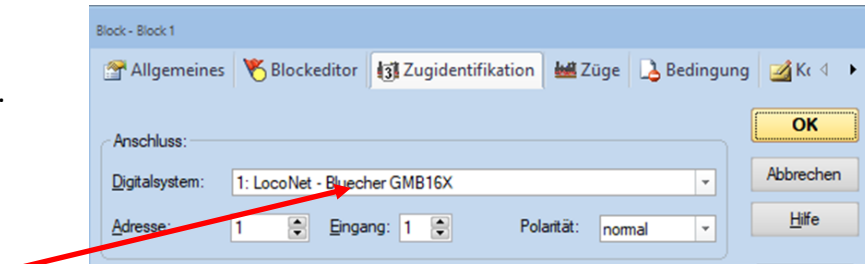 Block - Block 1
Allgemeines Blockeditor Zugidentifikation Züge Bedingung
.
Anschluss:
OK
Digitalsystem: 1: LocoNet - Bluecher GMB16X
Abbrechen
Adresse: 1 Eingang: 1 Polarität: normal
Hilfe